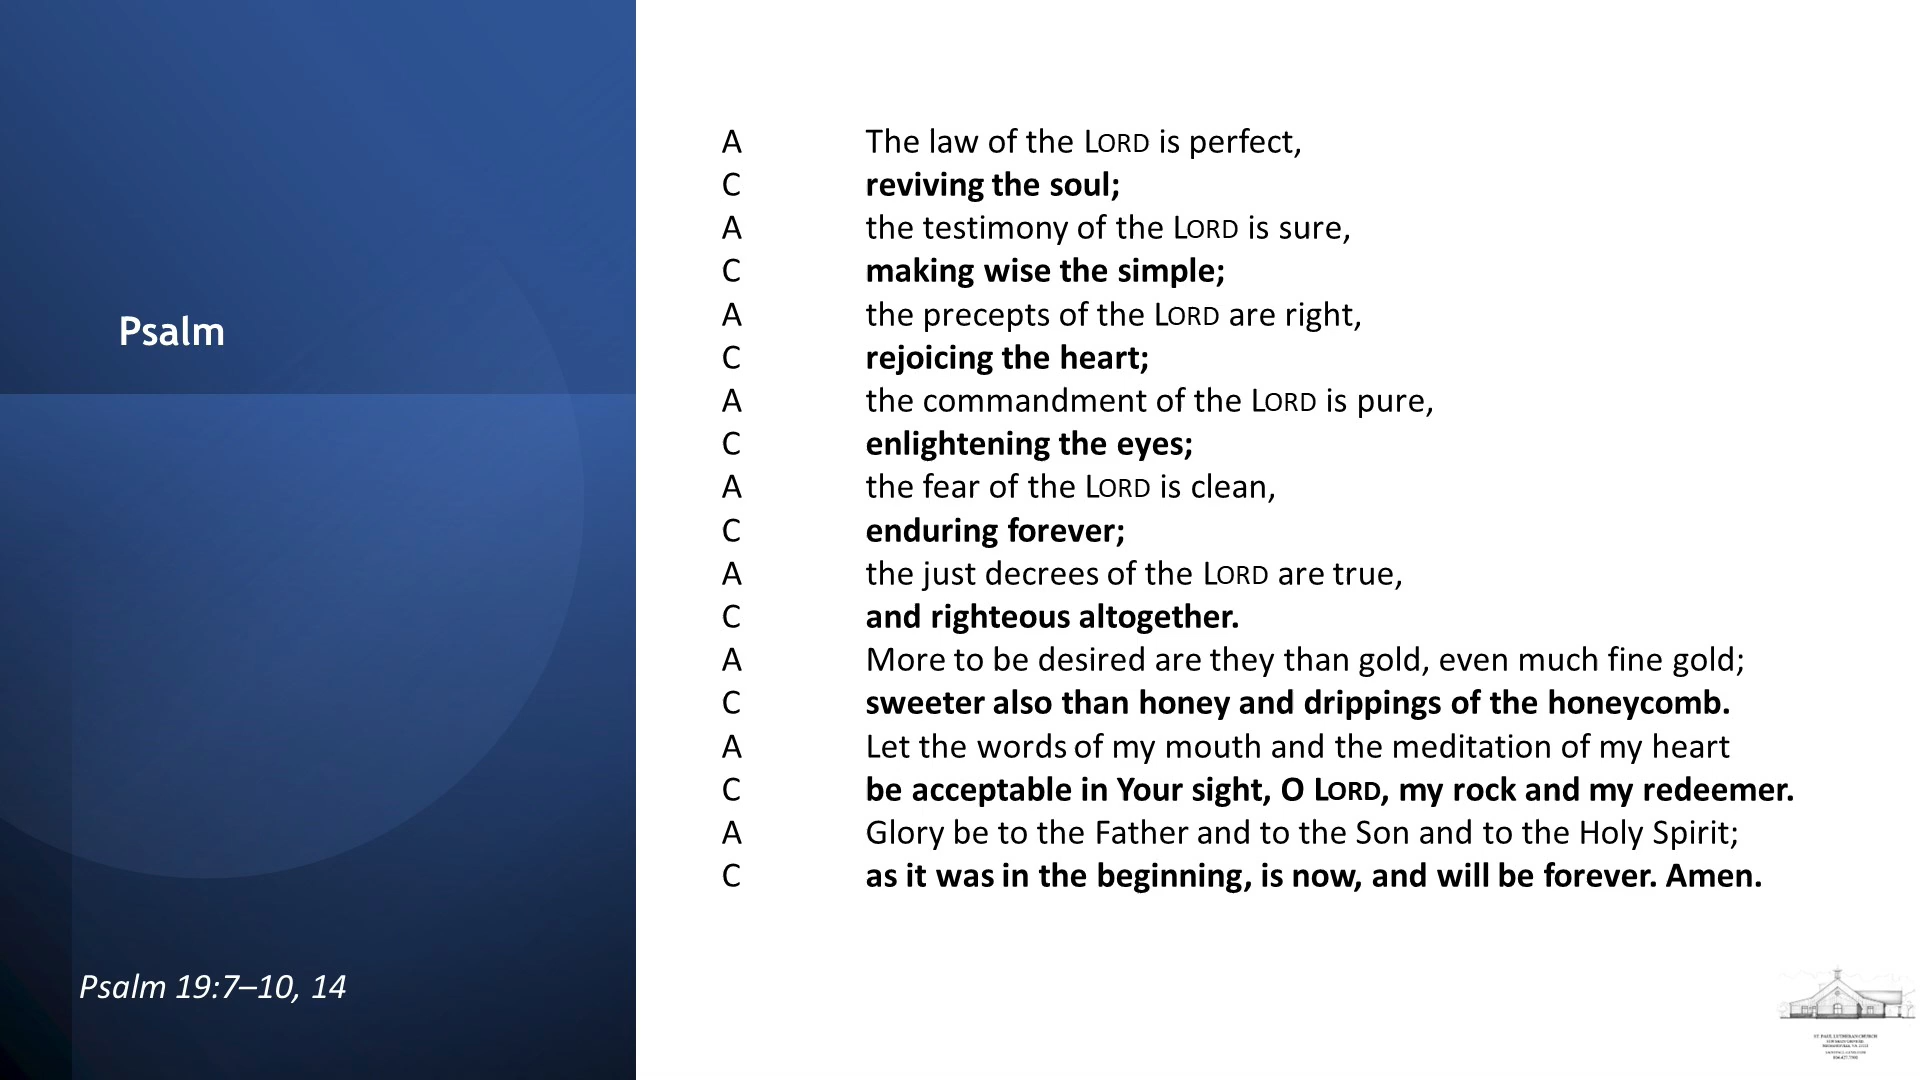 Psalm
A The law of the LORD is perfect,
C reviving the soul;
A the testimony of the LORD is sure,
C making wise the simple;
A the precepts of the LORD are right,
C rejoicing the heart;
A the commandment of the LORD is pure,
C enlightening the eyes;
A the fear of the LORD is clean,
C enduring forever;
A the just decrees of the LORD are true,
C and righteous altogether.
A More to be desired are they than gold, even much fine gold;
C sweeter also than honey and drippings of the honeycomb.
A Let the words of my mouth and the meditation of my heart
C be acceptable in Your sight, O LORD, my rock and my redeemer.
A Glory be to the Father and to the Son and to the Holy Spirit;
C as it was in the beginning, is now, and will be forever. Amen.
Psalm 19:7–10, 14
ST. PAUL LUTHERAN CHURCH